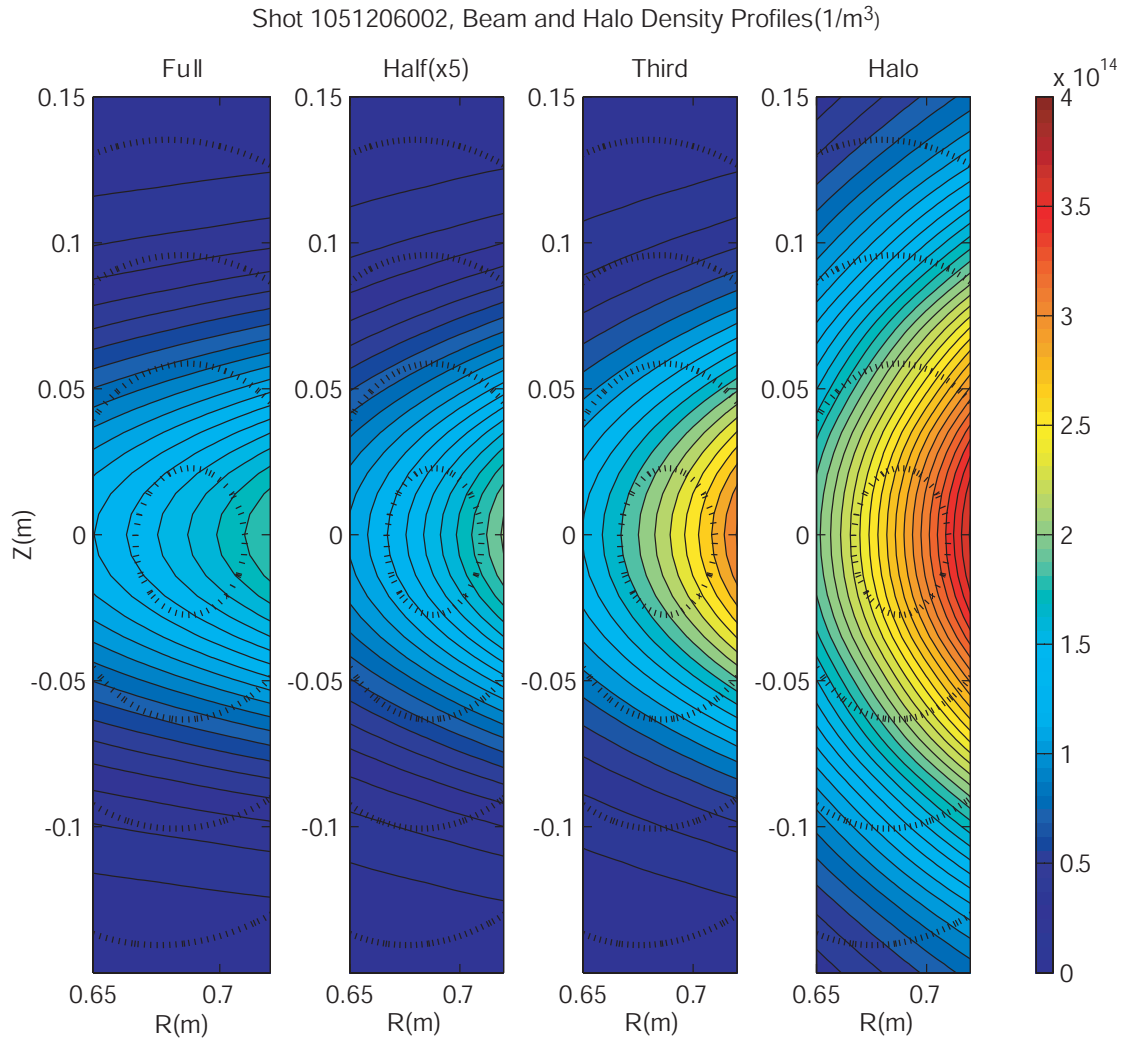 Shot 1051206002, Beam and Halo Density Profiles(1/m³)
Full Half(x5) Third Halo
x 10¹⁴
0.15 0.15 0.15 0.15 4
3.5
0.1 0.1 0.1 0.1
3
0.05 0.05 0.05 0.05
2.5
Z(m) 0 0 0 0 2
1.5
-0.05 -0.05 -0.05 -0.05
1
-0.1 -0.1 -0.1 -0.1
0.5
0
0.65 0.7 0.65 0.7 0.65 0.7 0.65 0.7
R(m) R(m) R(m) R(m)